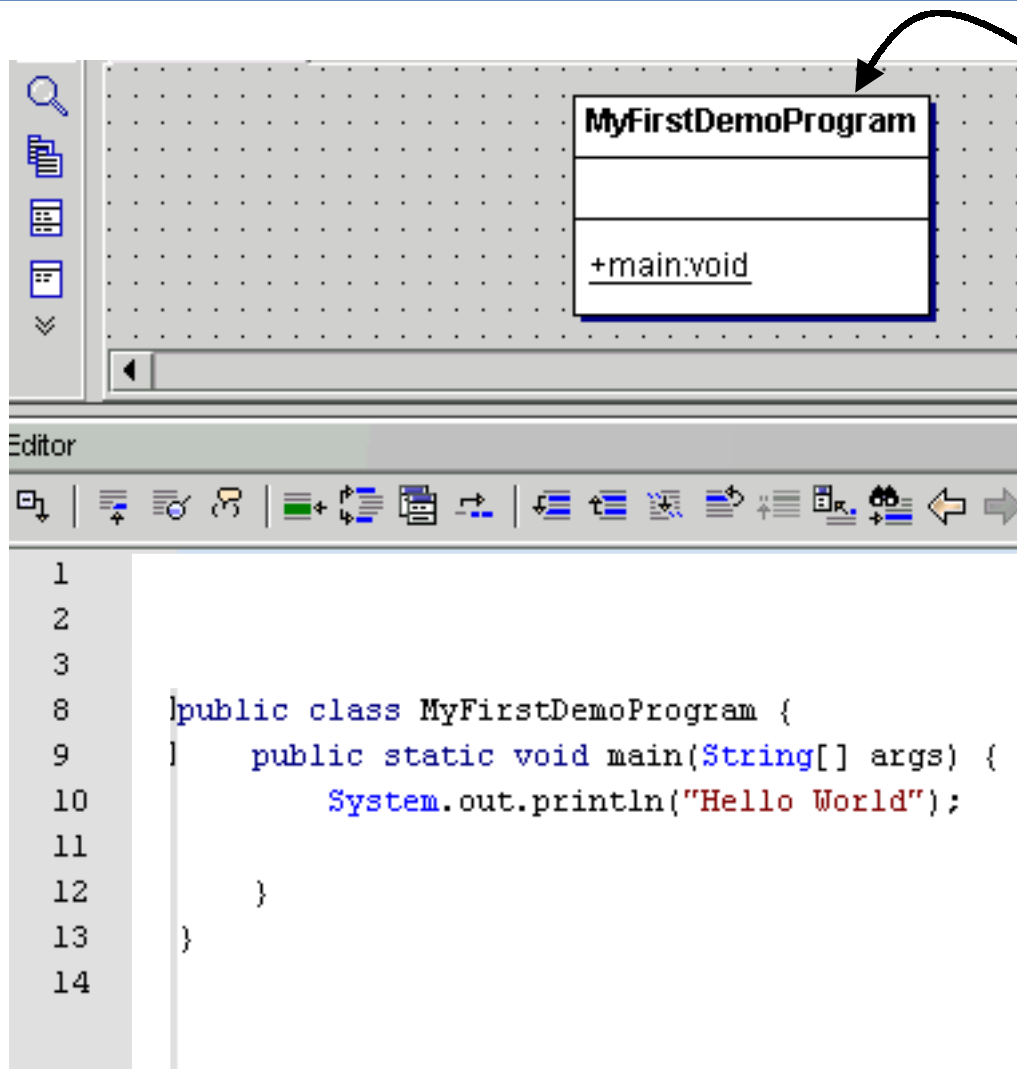 MyFirstDemoProgram
+main:void
Editor
1
2
3
8 public class MyFirstDemoProgram {
9 public static void main(String[] args) {
10 System.out.println("Hello World");
11
12 }
13 }
14